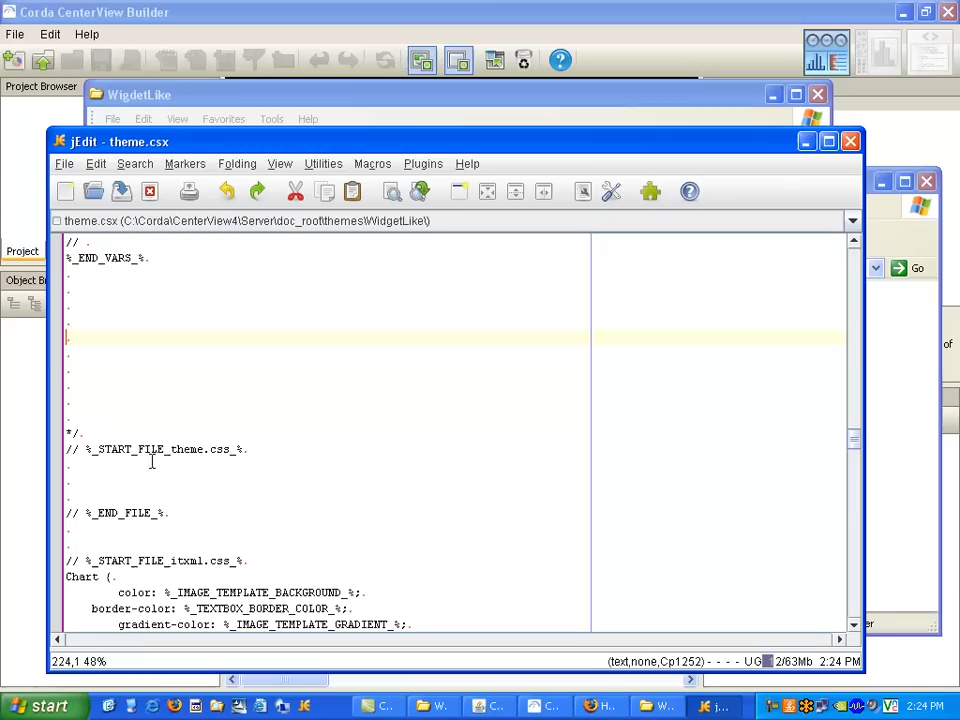 Corda CenterView Builder
File Edit Help
Project Browser
WigdetLike
File Edit View Favorites Tools Help
jEdit - theme.csx
File Edit Search Markers Folding View Utilities Macros Plugins Help
theme.csx (C:\Corda\CenterView4\Server\doc_root\themes\WidgetLike\)
// .
%_END_VARS_%.
.
.
.
.
.
.
.
.
.
*/.
// %_START_FILE_theme.css_%.
.
.
.
// %_END_FILE_%.
.
.
// %_START_FILE_itxml.css_%.
Chart {.
color: %_IMAGE_TEMPLATE_BACKGROUND_%;.
border-color: %_TEXTBOX_BORDER_COLOR_%;.
gradient-color: %_IMAGE_TEMPLATE_GRADIENT_%;.
224,1 48%
(text,none,Cp1252) - - - - UG 2/63Mb 2:24 PM
Project
Object Br
Go
of
er
start
C... W... C... C... H... W... j...
2:24 PM